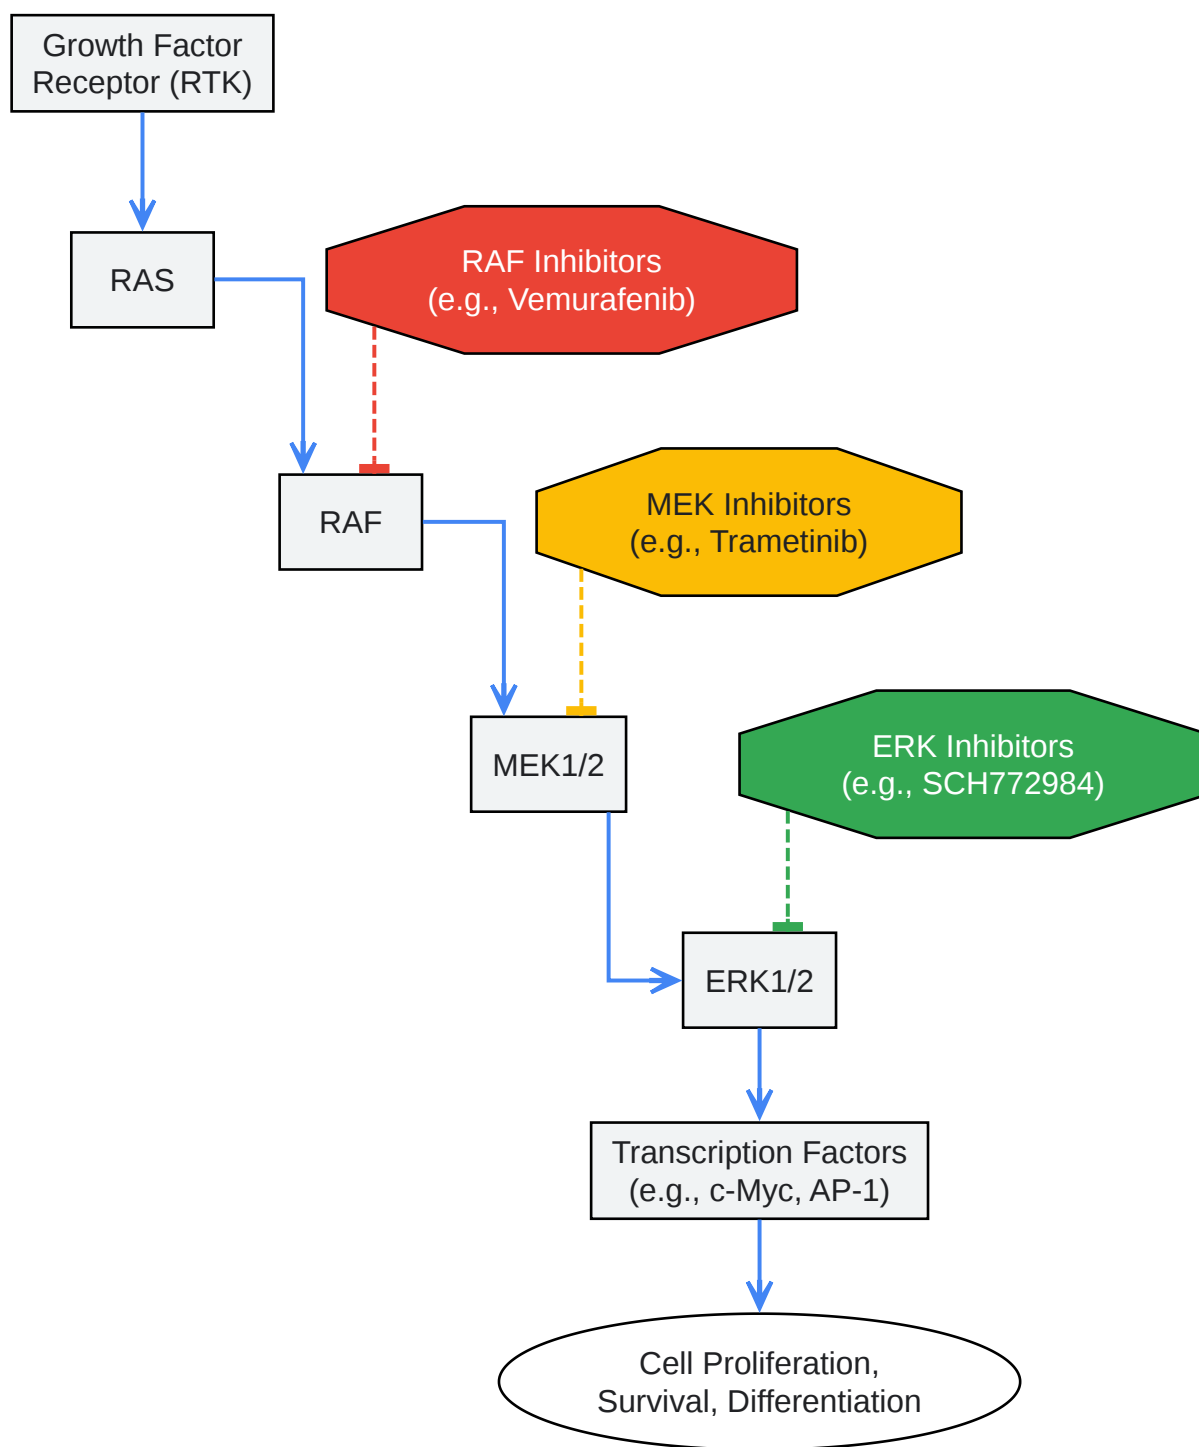 Growth Factor
Receptor (RTK)
RAS
RAF Inhibitors
(e.g., Vemurafenib)
RAF
MEK Inhibitors
(e.g., Trametinib)
MEK1/2
ERK Inhibitors
(e.g., SCH772984)
ERK1/2
Transcription Factors
(e.g., c-Myc, AP-1)
Cell Proliferation,
Survival, Differentiation